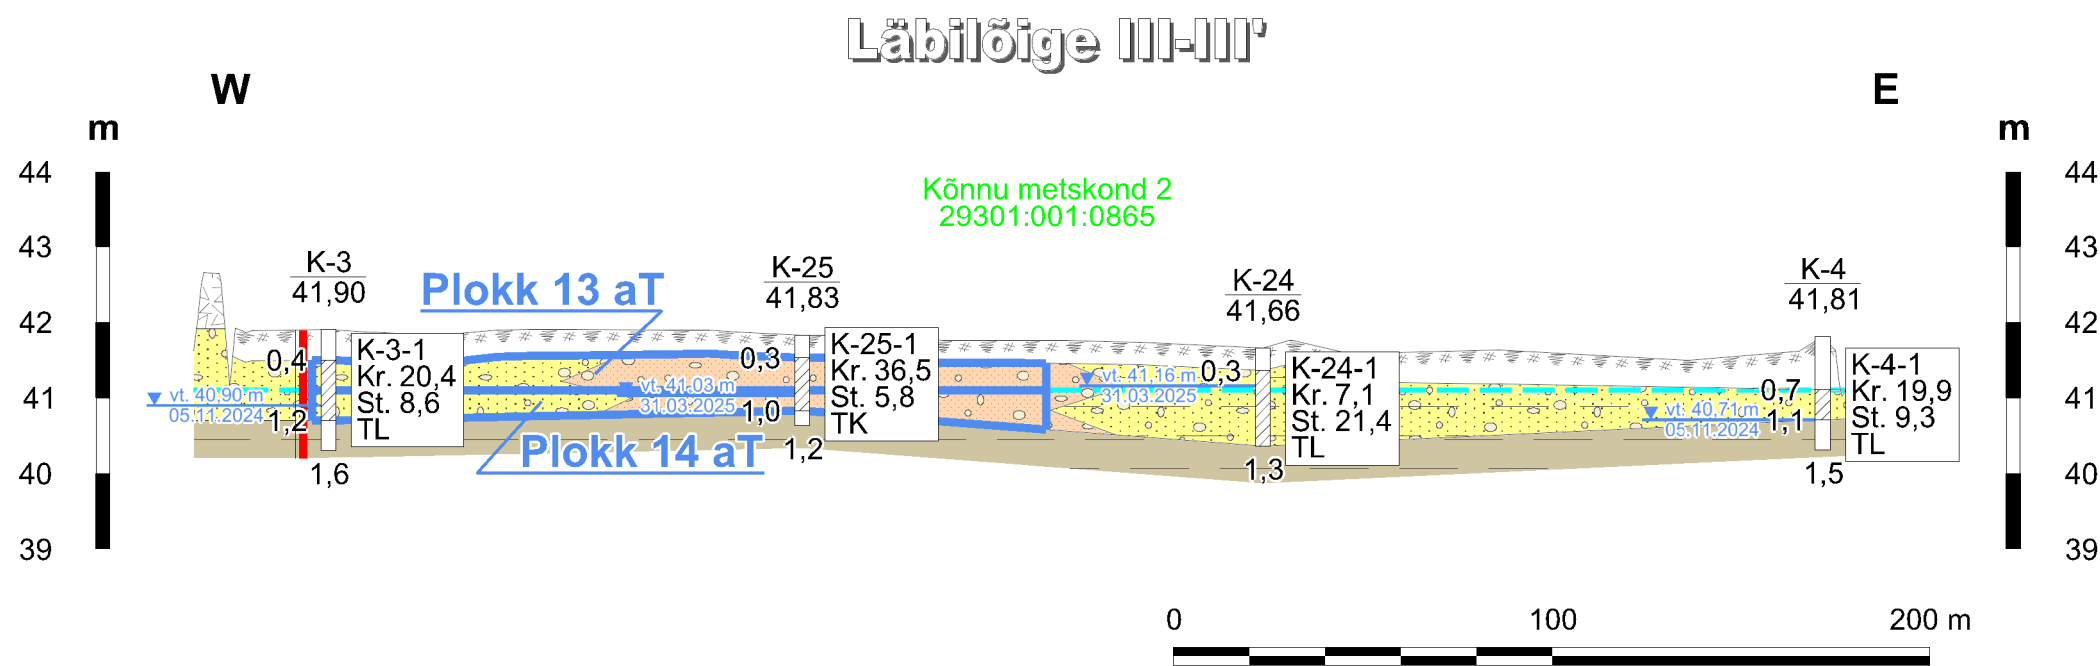 Läbilõige III-III'
W
E
m
m
44
43
42
41
40
39
44
43
42
41
40
39
Kõnnu metskond 2
29301:001:0865
K-3
41,90
Plokk 13 aT
K-25
41,83
K-24
41,66
K-4
41,81
0,4
1,2
1,6
K-3-1
Kr. 20,4
St. 8,6
TL
vt. 40,90 m
05.11.2024
vt. 41,03 m
31.03.2025
0,3
1,0
1,2
K-25-1
Kr. 36,5
St. 5,8
TK
Plokk 14 aT
vt. 41,16 m
31.03.2025
0,3
1,3
K-24-1
Kr. 7,1
St. 21,4
TL
vt. 40,71 m
05.11.2024
0,7
1,1
1,5
K-4-1
Kr. 19,9
St. 9,3
TL
0
100
200 m